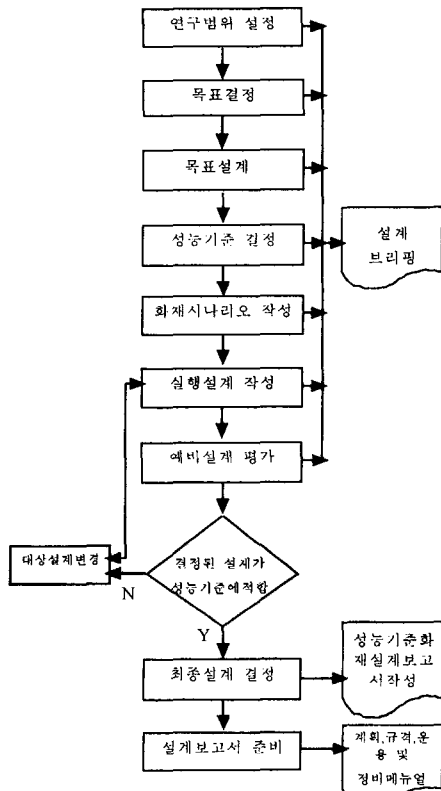 연구범위 설정
목표결정
목표설계
성능기준 결정
설계
브리핑
화재시나리오 작성
실행설계 작성
예비설계 평가
대상설계변경
결정된 설계가
성능기준에적합
N
Y
최종설계 결정
성능기준화
재설계보고
서작성
설계보고서 준비
계획,규격,운
용 및
정비메뉴얼